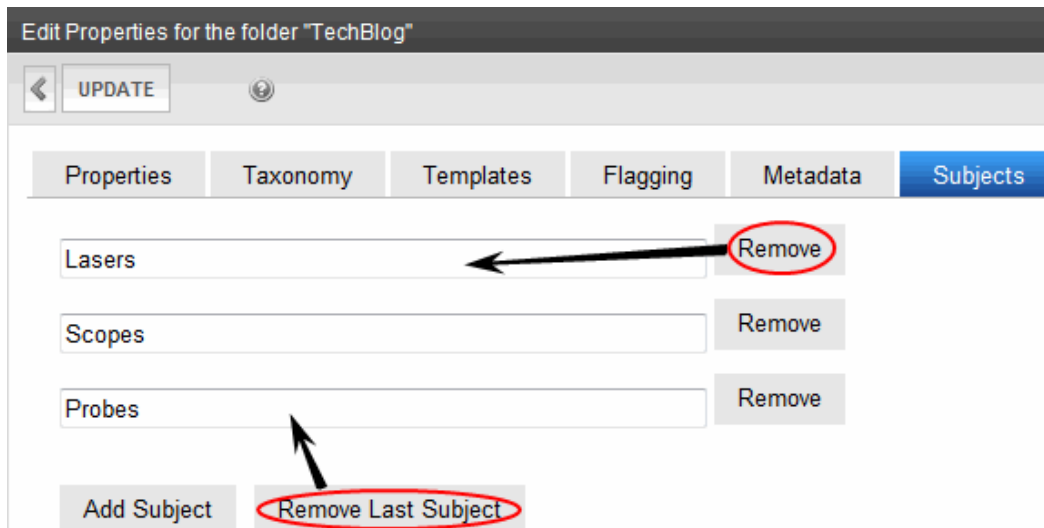 Edit Properties for the folder "TechBlog"
UPDATE
Properties Taxonomy Templates Flagging Metadata Subjects
Lasers Remove
Scopes Remove
Probes Remove
Add Subject Remove Last Subject